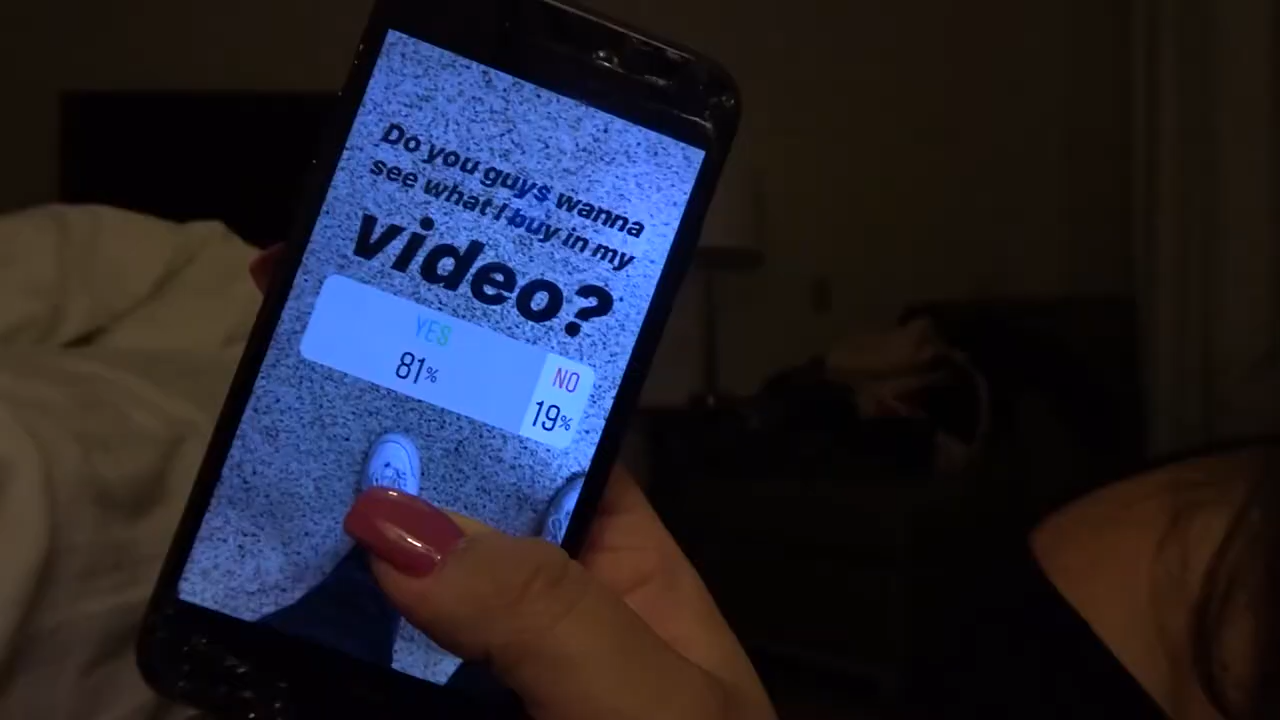 Do you guys wanna
see what I buy in my
video?
YES
81%
NO
19%